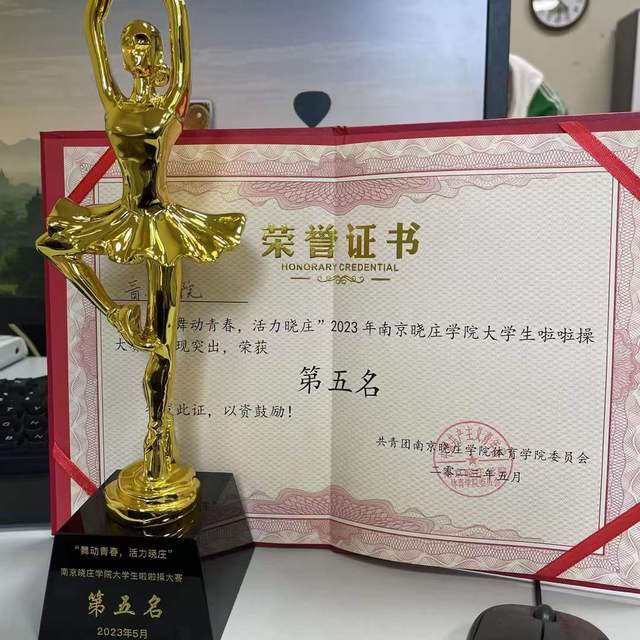 荣誉证书
HONORARY CREDENTIAL
院
舞动青春，活力晓庄”2023年南京晓庄学院大学生啦啦操
大 现突出，荣获
第五名
此证，以资鼓励！
共青团南京晓庄学院体育学院委员会
二〇二三年五月
“舞动青春，活力晓庄”
南京晓庄学院大学生啦啦操大赛
第五名
2023年5月